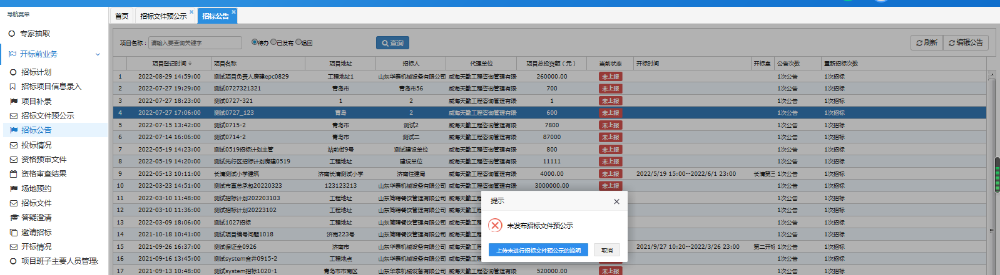 导航菜单
首页 招标文件预公示 招标公告
专家抽取
开标前业务
招标计划
招标项目信息录入
项目补录
招标文件预公示
招标公告
投标情况
资格预审文件
资格审查结果
场地预约
招标文件
答疑澄清
邀请招标
开标情况
项目班子主要人员管理
项目名称： 请输入要查询关键字 待办 已发布 退回 查询 刷新 编辑公告
项目登记时间 项目名称 项目地址 招标人 代理单位 项目总投资额（元） 当前状态 开标时间 开标室 公告次数 重新招标次数
1 2022-08-29 14:59:00 测试项目负责人房建epc0829 工程地址1 山东华泰机械设备有限公司 威海天勤工程咨询管理有限 260000.00 未上报 1次公告 1次招标
2 2022-07-27 19:29:00 测试0727321321 青岛市 青岛市56 威海天勤工程咨询管理有限 700 未上报 1次公告 1次招标
3 2022-07-27 18:23:00 测试0727-321 1 2 威海天勤工程咨询管理有限 1 未上报 1次公告 1次招标
4 2022-07-27 17:06:00 测试0727_123 青岛 2 威海天勤工程咨询管理有限 600 未上报 1次公告 1次招标
5 2022-07-15 13:42:00 测试0715-2 青岛市 测试2 威海天勤工程咨询管理有限 7800 未上报 1次公告 1次招标
6 2022-07-14 16:06:00 测试0714-2 青岛市 测试二 威海天勤工程咨询管理有限 87000 未上报 1次公告 1次招标
7 2022-05-19 14:23:00 测试0519招标计划主管 站前街9号 测试建设单位 威海天勤工程咨询管理有限 800 未上报 1次公告 1次招标
8 2022-05-19 14:20:00 测试先行区招标计划房建0519 工程地址 建设单位 威海天勤工程咨询管理有限 11111 未上报 1次公告 1次招标
9 2022-05-13 10:11:00 长清测试小学建筑 济南长清测试小学 济南住建局 威海天勤工程咨询管理有限 4000.00 未上报 2022/5/19 15:00--2022/6/1 23:00 长清第三 1次公告 1次招标
10 2022-03-23 14:51:00 测试市直总承包20220323 123123213 山东华泰机械设备有限公司 威海天勤工程咨询管理有限 3000000.00 未上报 1次公告 1次招标
11 2022-03-10 11:48:00 测试招标计划202203103 工程地址 山东简聘餐饮管理有限公司 威海天勤 1次公告 1次招标
12 2022-03-10 11:36:00 测试招标计划20223102 工程地址 山东简聘餐饮管理有限公司 威海天勤 1次公告 1次招标
13 2022-03-09 18:06:00 测试1027招标 工程地址 山东简聘餐饮管理有限公司 威海天勤 1次公告 1次招标
14 2021-10-18 10:41:00 测试项目编号问题1018 济南223号 山东简聘餐饮管理有限公司 威海天勤 1次公告 1次招标
15 2021-09-26 16:37:00 测试保证金0926 济南市 山东华泰机械设备有限公司 威海天勤 2021/9/27 10:20--2022/3/26 23:00 第二开标 1次公告 1次招标
16 2021-09-16 13:45:00 测试system合并0915-2 工程地点 山东华泰机械设备有限公司 威海天勤 1次公告 1次招标
17 2021-09-13 10:48:00 测试system招标1020-1 青岛市市南区 山东华泰机械设备有限公司 威海天勤工程咨询管理有限 520000.00 未上报 1次公告 1次招标
提示
未发布招标文件预公示
上传未进行招标文件预公示的说明 取消